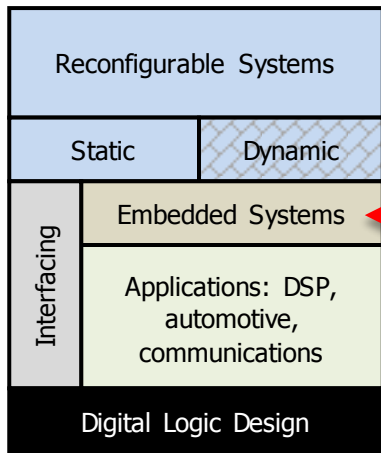 Reconfigurable Systems
Static
Dynamic
Interfacing
Embedded Systems
Applications: DSP,
automotive,
communications
Digital Logic Design